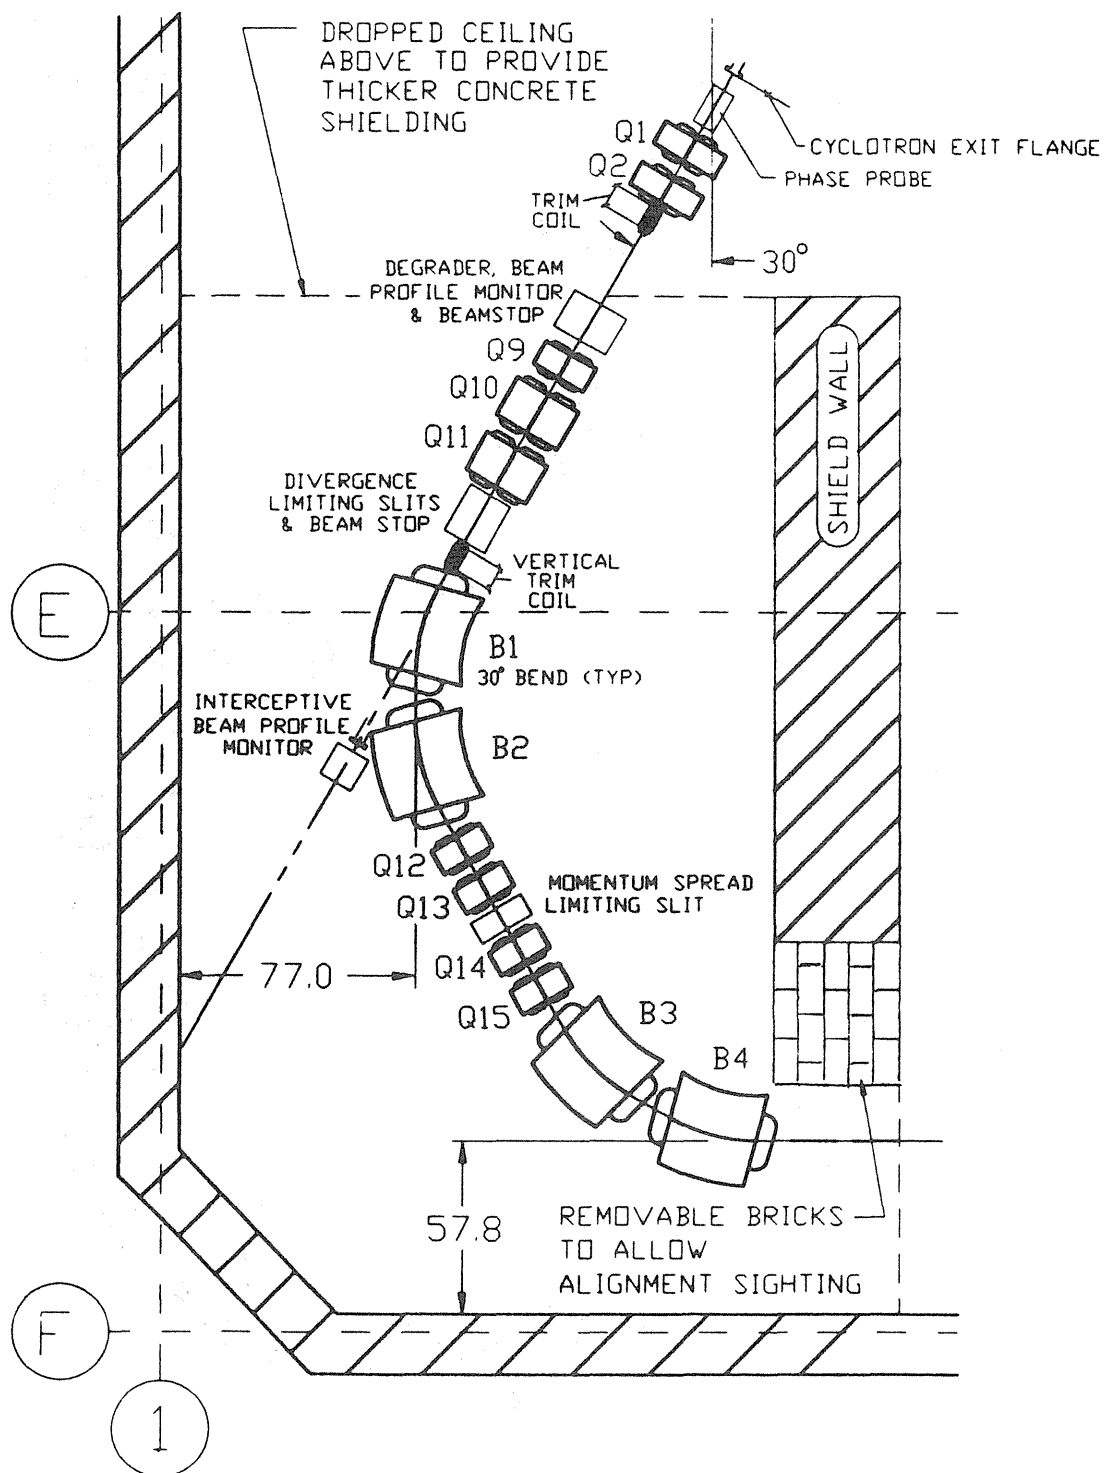 DROPPED CEILING
ABOVE TO PROVIDE
THICKER CONCRETE
SHIELDING
Q1
CYCLOTRON EXIT FLANGE
Q2
PHASE PROBE
TRIM
COIL
30°
DEGRADER, BEAM
PROFILE MONITOR
& BEAMSTOP
Q9
Q10
Q11
SHIELD WALL
DIVERGENCE
LIMITING SLITS
& BEAM STOP
VERTICAL
TRIM
COIL
E
B1
30° BEND (TYP)
INTERCEPTIVE
BEAM PROFILE
MONITOR
B2
Q12
MOMENTUM SPREAD
LIMITING SLIT
Q13
Q14
77.0
Q15
B3
B4
57.8
REMOVABLE BRICKS
TO ALLOW
ALIGNMENT SIGHTING
F
1